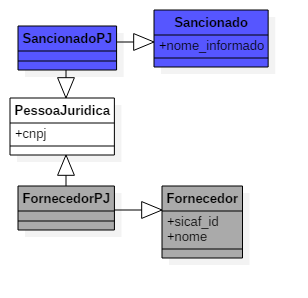 Sancionado
+nome_informado
SancionadoPJ
PessoaJuridica
+cnpj
FornecedorPJ
Fornecedor
+sicaf_id
+nome